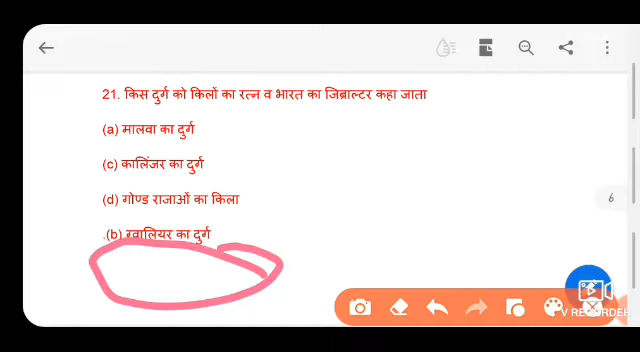 21. किस दुर्ग को किलों का रत्न व भारत का जिब्राल्टर कहा जाता
(a) मालवा का दुर्ग
(c) कालिंजर का दुर्ग
(d) गोण्ड राजाओं का किला
6
.(b) ग्वालियर का दुर्ग
V RECORDER